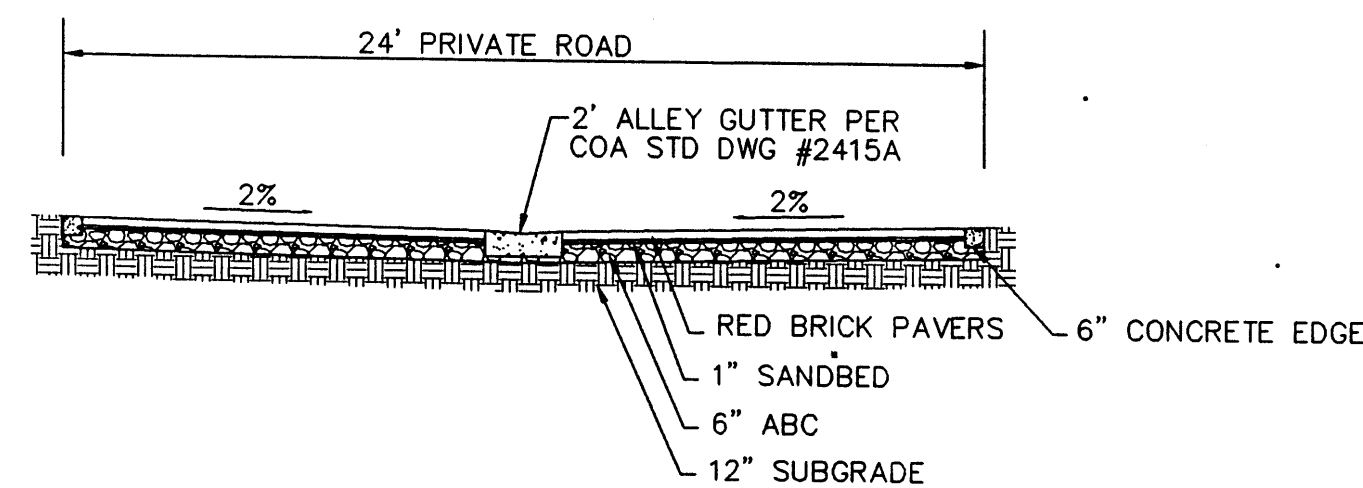 24' PRIVATE ROAD
2' ALLEY GUTTER PER
COA STD DWG #2415A
2%
2%
RED BRICK PAVERS
6" CONCRETE EDGE
1" SANDBED
6" ABC
12" SUBGRADE